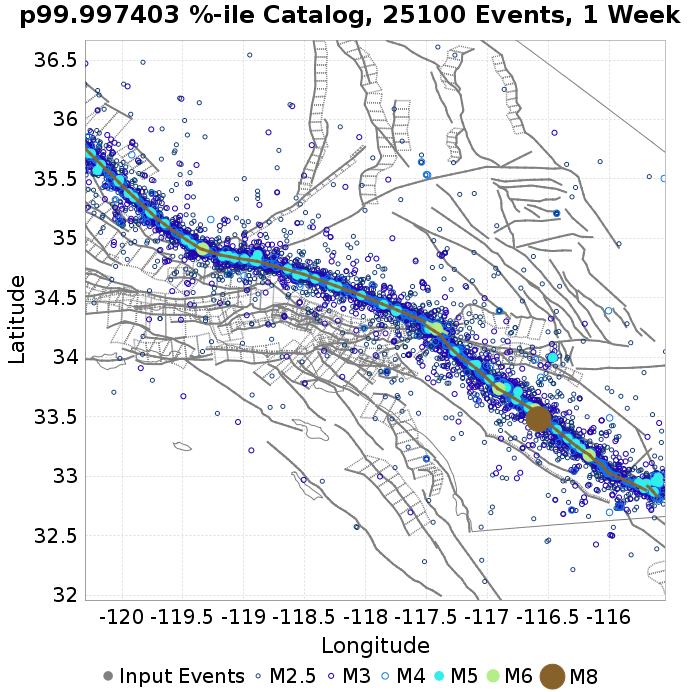 p99.997403 %-ile Catalog, 25100 Events, 1 Week
36.5
36
35.5
35
34.5
34
33.5
33
32.5
32
Latitude
-120 -119.5 -119 -118.5 -118 -117.5 -117 -116.5 -116
Longitude
Input Events M2.5 M3 M4 M5 M6 M8